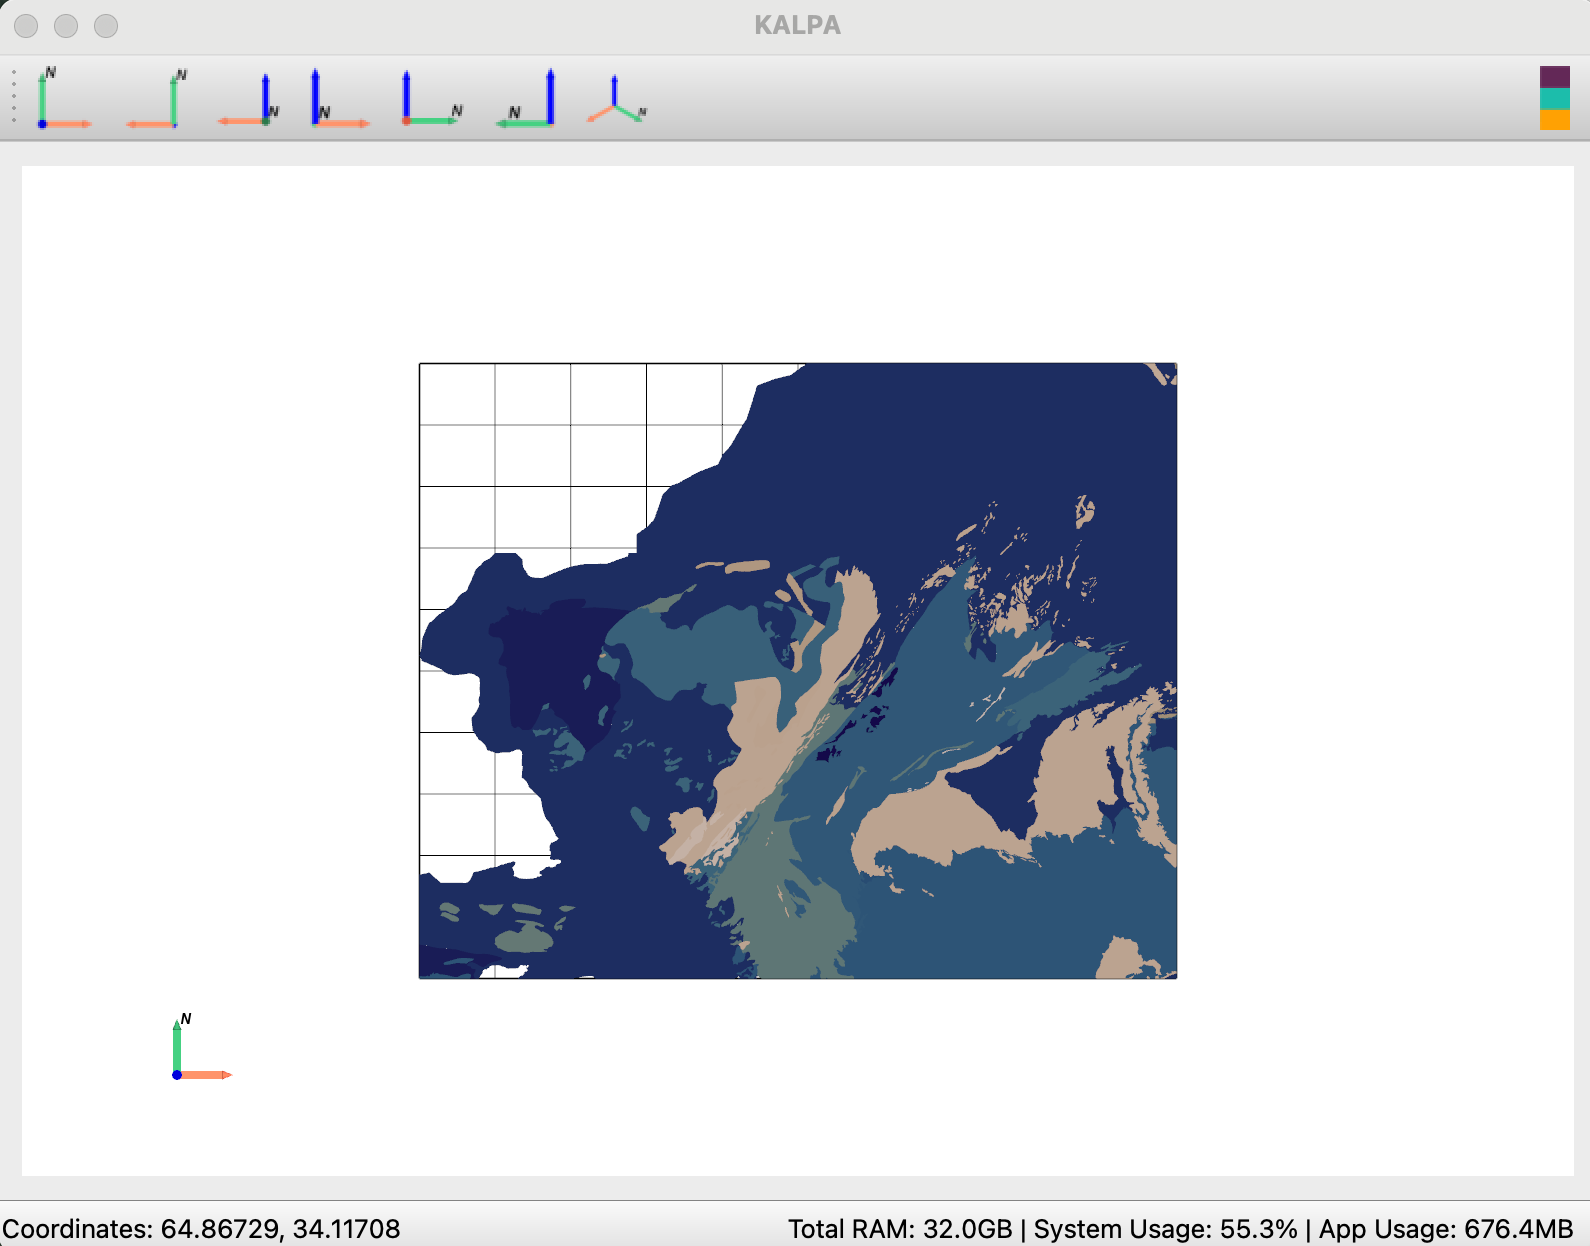 KALPA
N
N
N
N
N
N
N
N
Coordinates: 64.86729, 34.11708
Total RAM: 32.0GB | System Usage: 55.3% | App Usage: 676.4MB